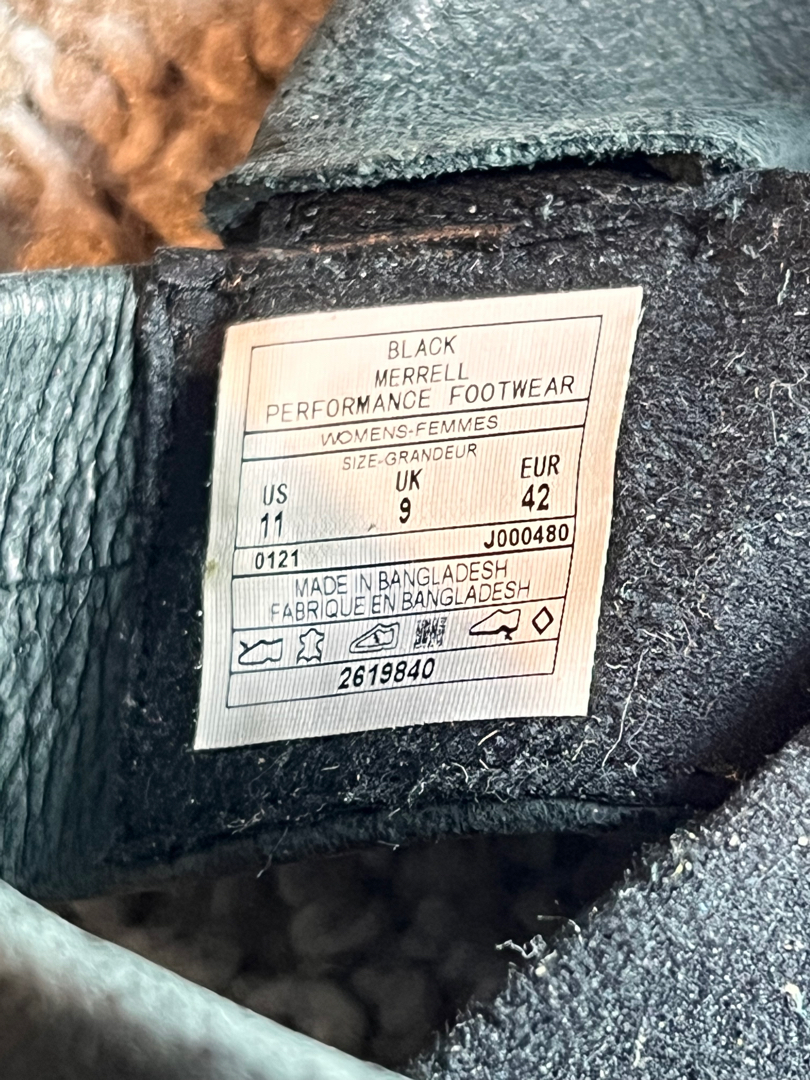 BLACK
MERRELL
PERFORMANCE FOOTWEAR
WOMENS-FEMMES
SIZE-GRANDEUR
US UK EUR
11 9 42
0121 J000480
MADE IN BANGLADESH
FABRIQUE EN BANGLADESH
2619840